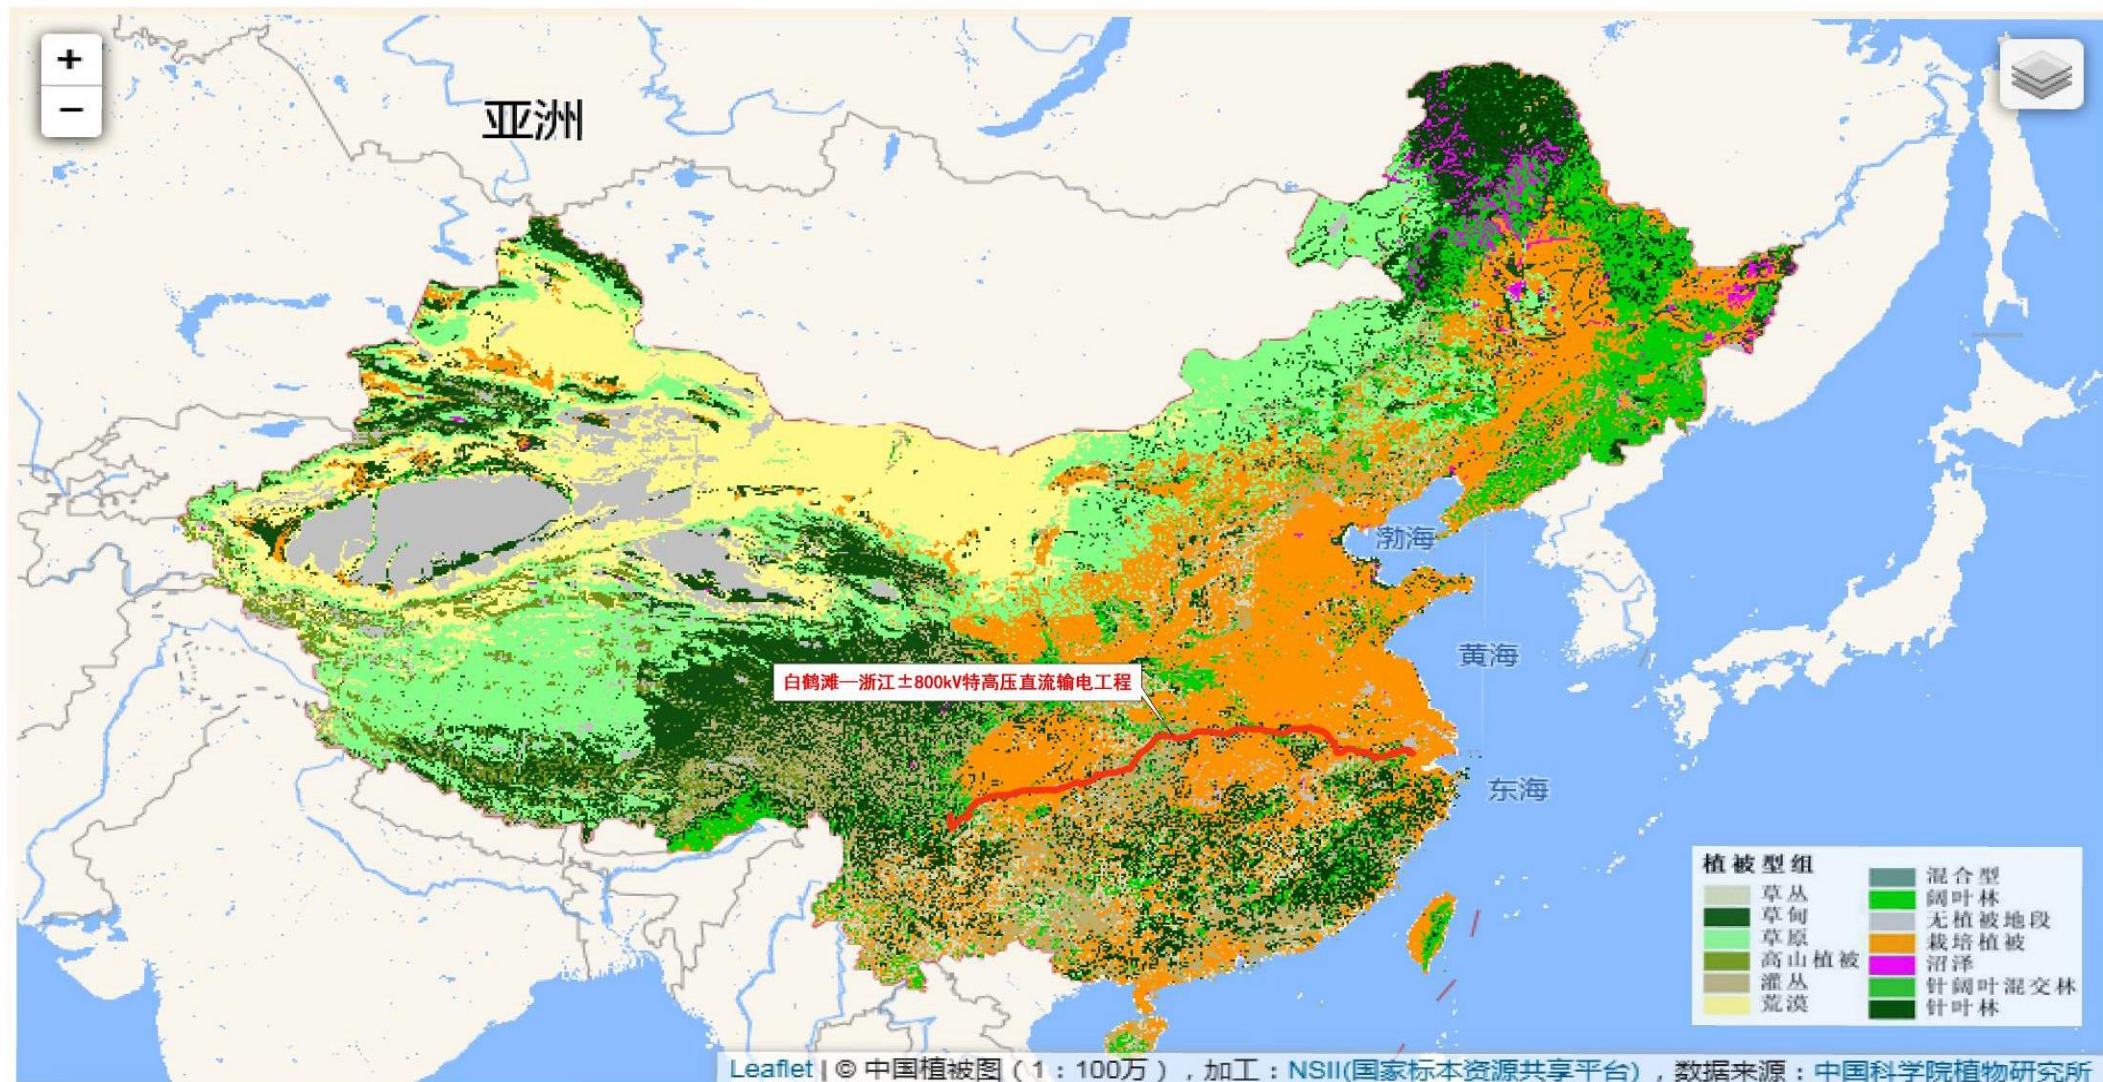 +
−
亚洲
渤海
黄海
白鹤滩—浙江±800kV特高压直流输电工程
东海
植被型组
草丛
草甸
草原
高山植被
灌丛
荒漠
混合型
阔叶林
无植被地段
栽培植被
沼泽
针阔叶混交林
针叶林
Leaflet | © 中国植被图（1：100万），加工：NSII(国家标本资源共享平台)，数据来源：中国科学院植物研究所